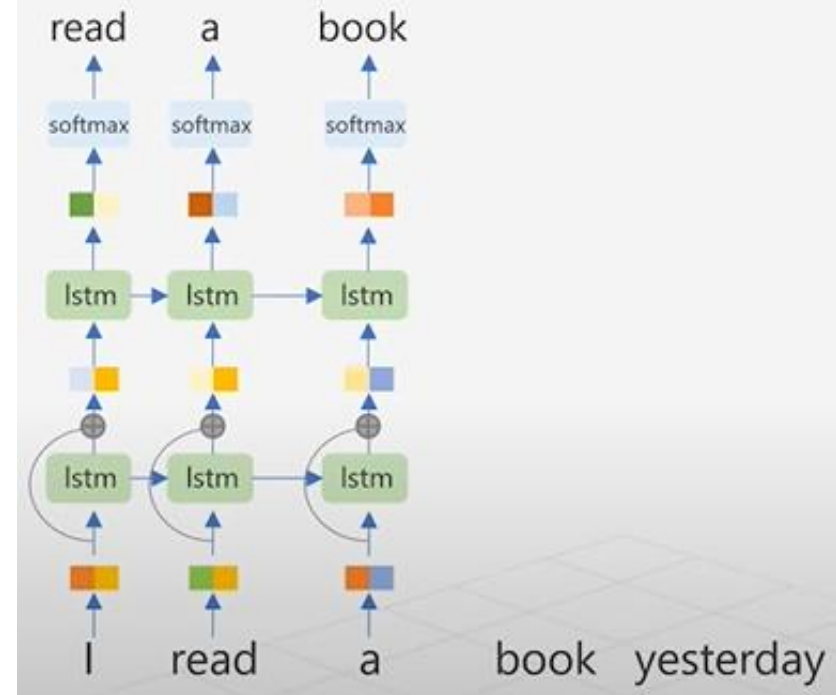 read a book
softmax softmax softmax
lstm lstm lstm
lstm lstm lstm
I read a book yesterday